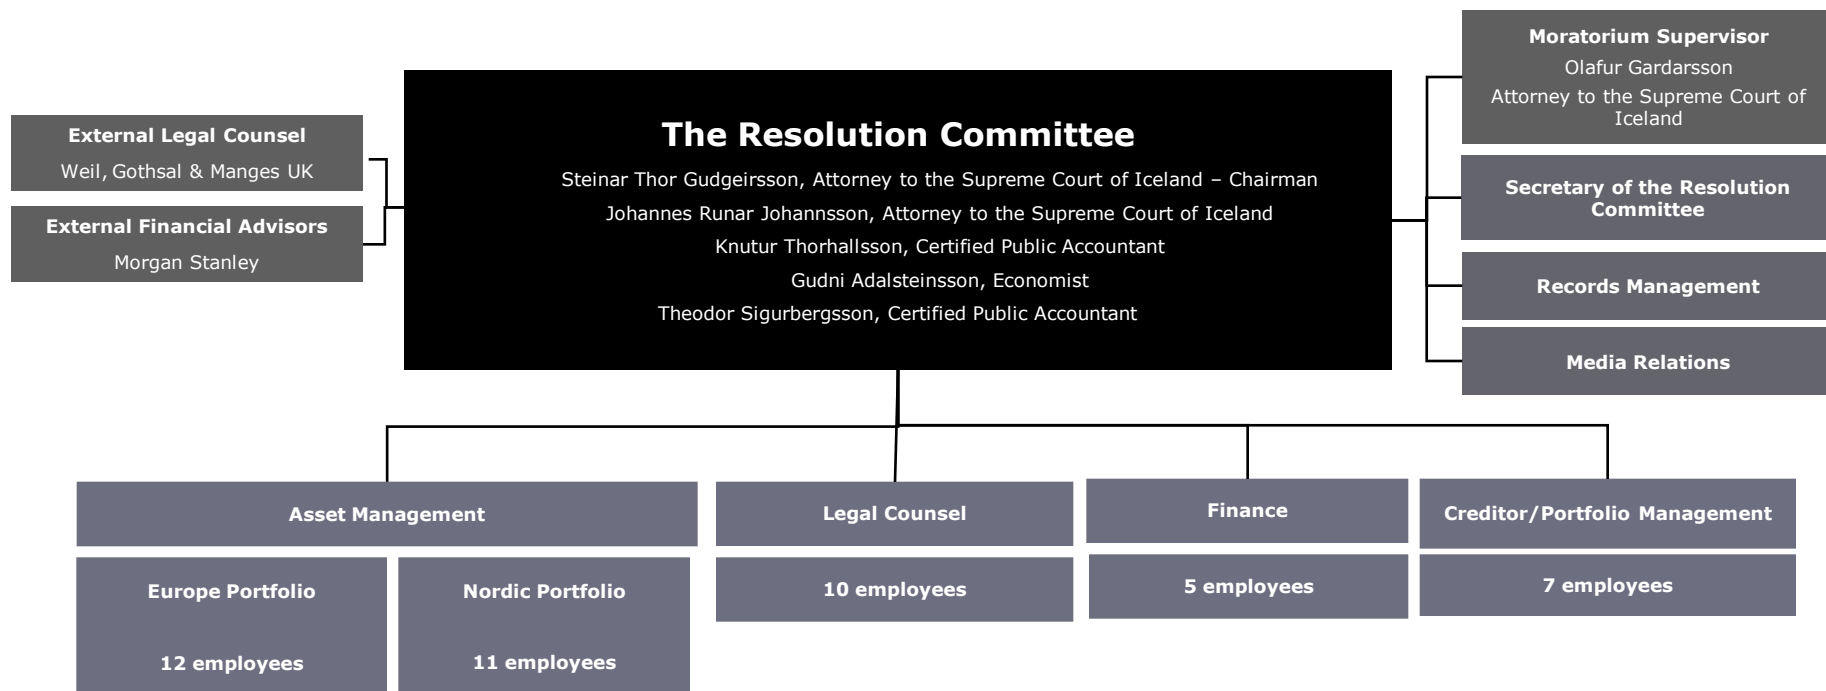 External Legal Counsel
Weil, Gothsal & Manges UK
External Financial Advisors
Morgan Stanley
The Resolution Committee
Steinar Thor Gudgeirsson, Attorney to the Supreme Court of Iceland – Chairman
Johannes Runar Johannsson, Attorney to the Supreme Court of Iceland
Knutur Thorhallsson, Certified Public Accountant
Gudni Adalsteinsson, Economist
Theodor Sigurbergsson, Certified Public Accountant
Moratorium Supervisor
Olafur Gardarsson
Attorney to the Supreme Court of
Iceland
Secretary of the Resolution
Committee
Records Management
Media Relations
Asset Management
Europe Portfolio
12 employees
Nordic Portfolio
11 employees
Legal Counsel
10 employees
Finance
5 employees
Creditor/Portfolio Management
7 employees